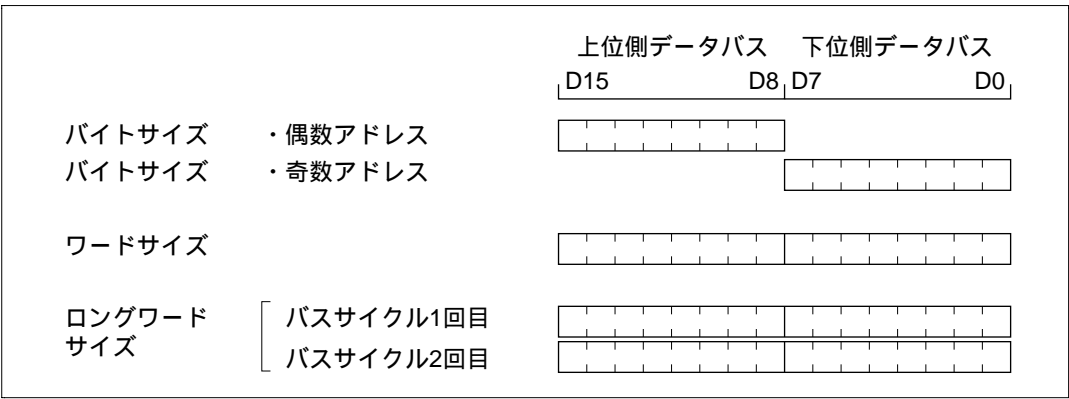 上位側データバス 下位側データバス
D15 D8 D7 D0
バイトサイズ ・偶数アドレス
バイトサイズ ・奇数アドレス
ワードサイズ
ロングワード バスサイクル1回目
サイズ バスサイクル2回目